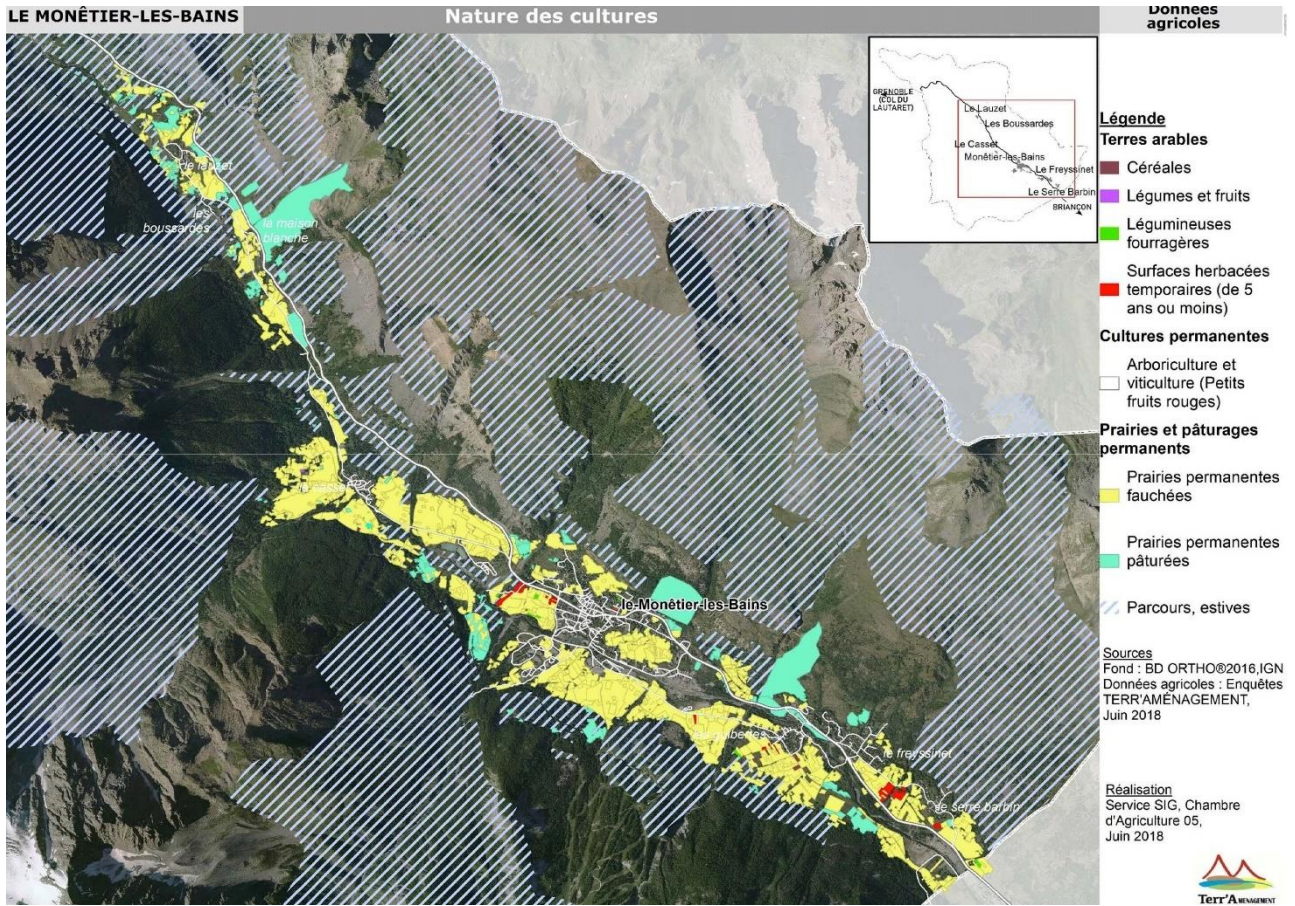 LE MONÊTIER-LES-BAINS
Nature des cultures
Données
agricoles
GRENOBLE
(COL DU
LAUTARET)
Le Lauzet
Les Boussardes
Le Casset
Monêtier-les-Bains
Le Freyssinet
Le Serre Barbin
BRIANÇON
le lauzet
les
boussardes
la maison
blanche
le casset
le-Monêtier-les-Bains
les guibertes
le freyssinet
le serre barbin
Légende
Terres arables
Céréales
Légumes et fruits
Légumineuses
fourragères
Surfaces herbacées
temporaires (de 5
ans ou moins)
Cultures permanentes
Arboriculture et
viticulture (Petits
fruits rouges)
Prairies et pâturages
permanents
Prairies permanentes
fauchées
Prairies permanentes
pâturées
Parcours, estives
Sources
Fond : BD ORTHO®2016,IGN
Données agricoles : Enquêtes
TERR'AMÉNAGEMENT,
Juin 2018
Réalisation
Service SIG, Chambre
d'Agriculture 05,
Juin 2018
Terr'AMENAGEMENT